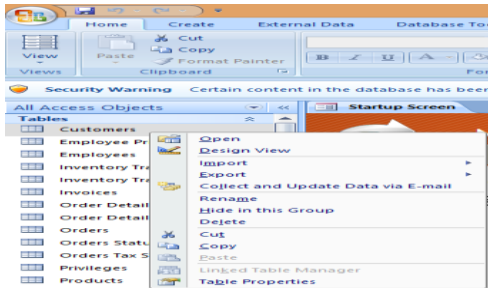 Home Create External Data Database To
View
Paste
Cut
Copy
Format Painter
B I U A
Views Clipboard For
Security Warning Certain content in the database has beer
All Access Objects
Startup Screen
Tables
Customers
Employee Pr
Employees
Inventory Tra
Inventory Tra
Invoices
Order Detail
Order Detail
Orders
Orders Statu
Orders Tax S
Privileges
Products
Open
Design View
Import
Export
Collect and Update Data via E-mail
Rename
Hide in this Group
Delete
Cut
Copy
Paste
Linked Table Manager
Table Properties